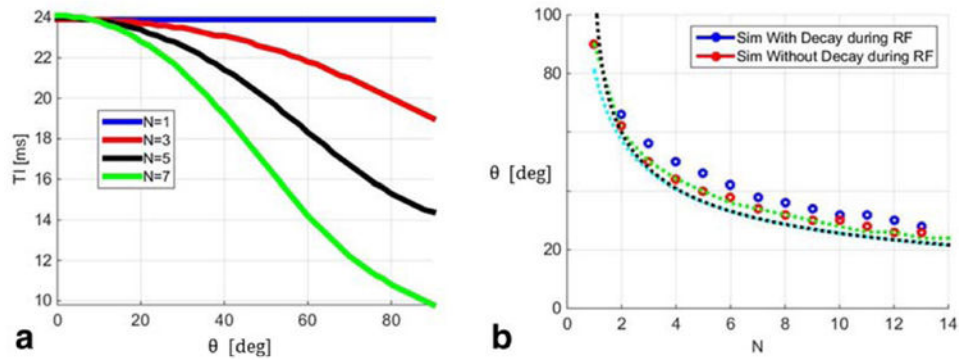 24
22
20
18
16
14
12
10
TI [ms]
N=1
N=3
N=5
N=7
0
20
40
60
80
θ [deg]
a
100
80
θ [deg]
20
0
Sim With Decay during RF
Sim Without Decay during RF
0
2
4
6
8
10
12
14
N
b